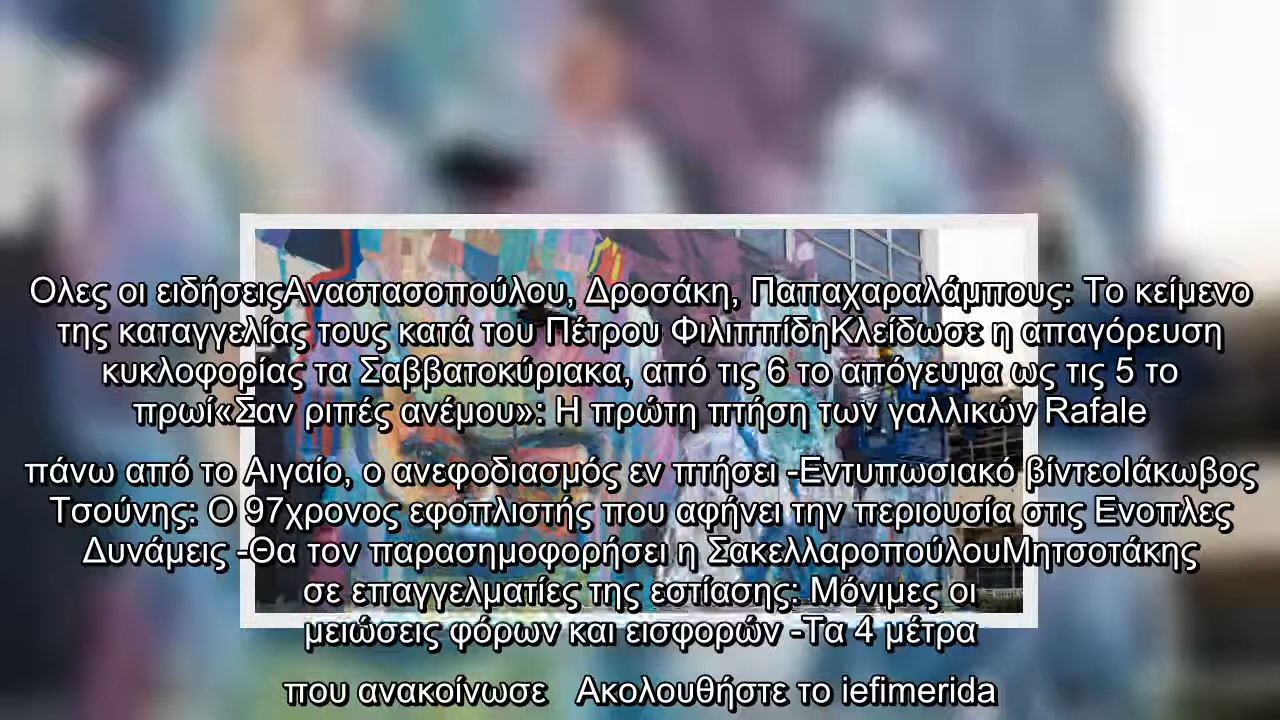 Ολες οι ειδήσειςΑναστασοπούλου, Δροσάκη, Παπαχαραλάμπους: Το κείμενο
της καταγγελίας τους κατά του Πέτρου ΦιλιππίδηΚλείδωσε η απαγόρευση
κυκλοφορίας τα Σαββατοκύριακα, από τις 6 το απόγευμα ως τις 5 το
πρωί«Σαν ριπές ανέμου»: Η πρώτη πτήση των γαλλικών Rafale
πάνω από το Αιγαίο, ο ανεφοδιασμός εν πτήσει -Εντυπωσιακό βίντεοΙάκωβος
Τσούνης: Ο 97χρονος εφοπλιστής που αφήνει την περιουσία στις Ενοπλες
Δυνάμεις -Θα τον παρασημοφορήσει η ΣακελλαροπούλουΜητσοτάκης
σε επαγγελματίες της εστίασης: Μόνιμες οι
μειώσεις φόρων και εισφορών -Τα 4 μέτρα
που ανακοίνωσε   Ακολουθήστε το iefimerida